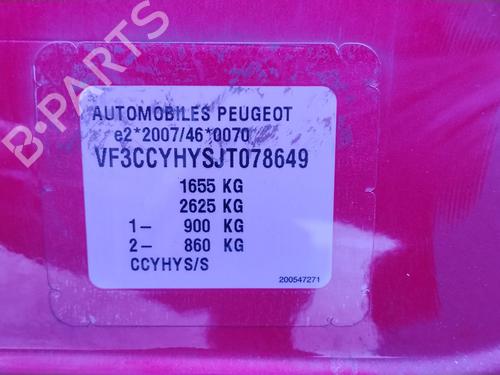 B-PARTS
AUTOMOBILES PEUGEOT
e2*2007/46*0070
VF3CCYHYSJT078649
1655 KG
2625 KG
1- 900 KG
2- 860 KG
CCYHYS/S
200547271